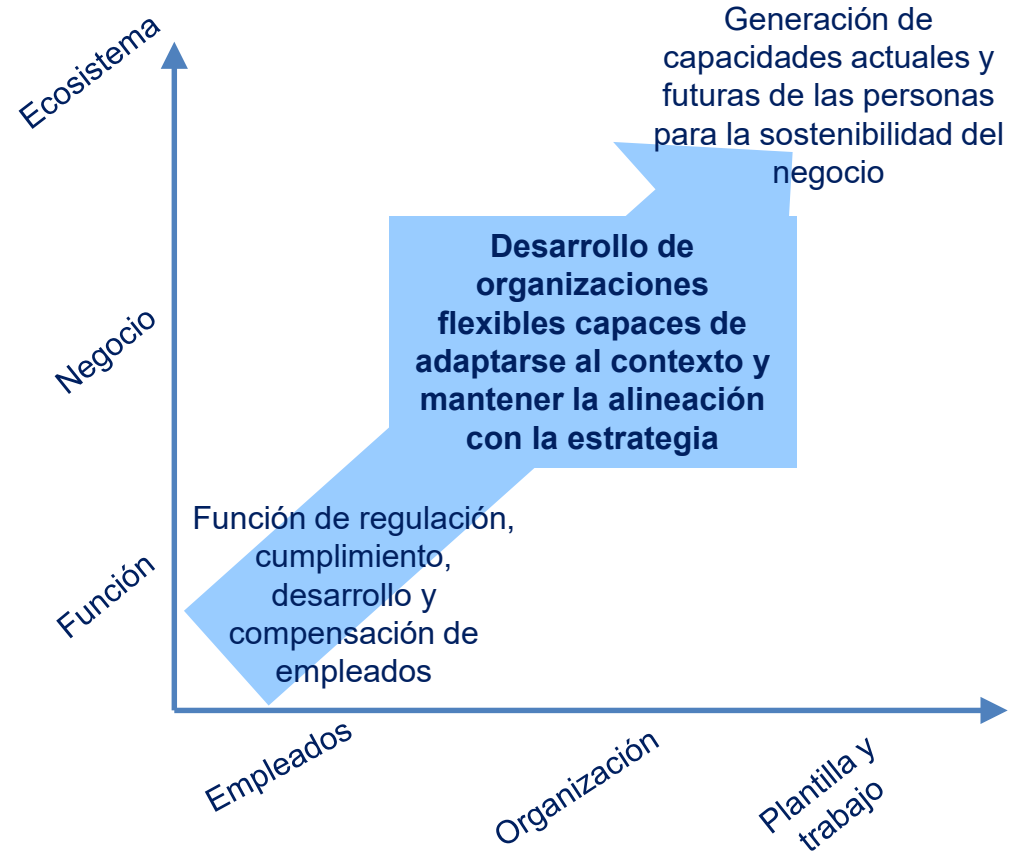 Ecosistema
Generación de
capacidades actuales y
futuras de las personas
para la sostenibilidad del
negocio
Negocio
Desarrollo de
organizaciones
flexibles capaces de
adaptarse al contexto y
mantener la alineación
con la estrategia
Función
Función de regulación,
cumplimiento,
desarrollo y
compensación de
empleados
Empleados
Organización
Plantilla y
trabajo